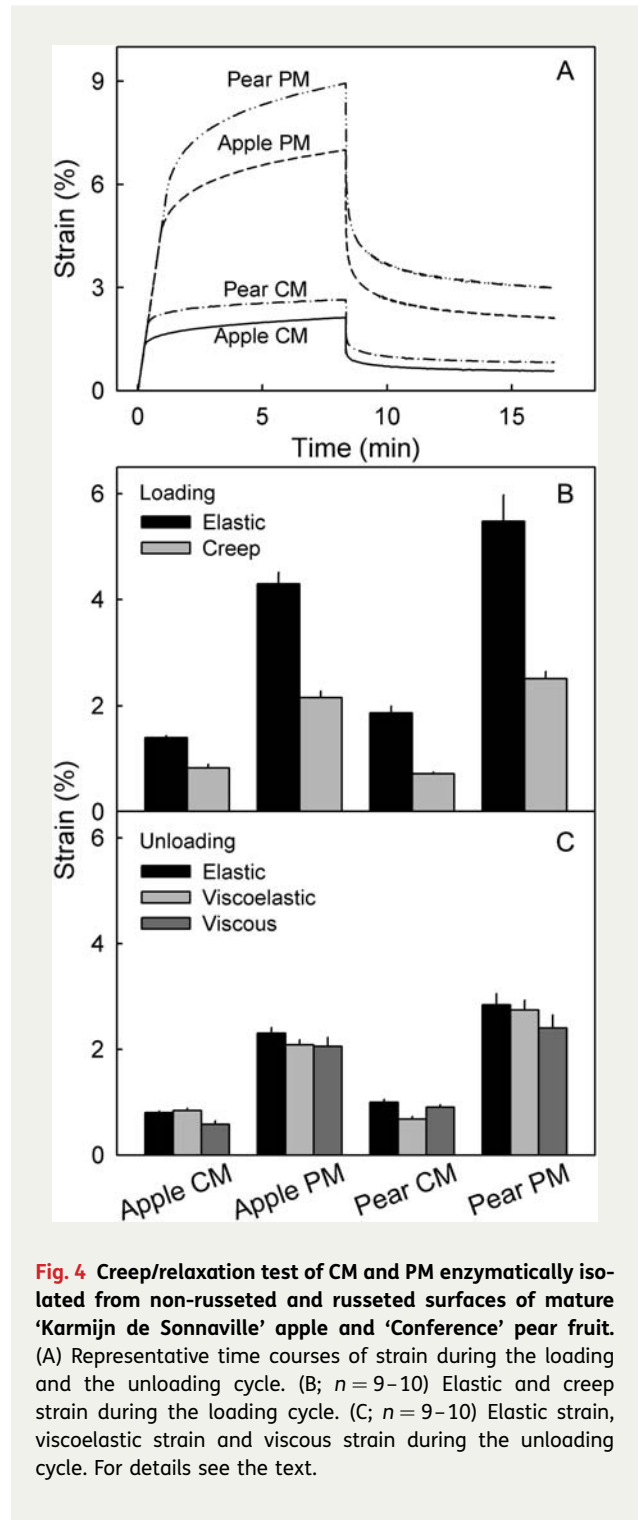 A
9
6
3
0
Strain (%)
Pear PM
Apple PM
Pear CM
Apple CM
0 5 10 15
Time (min)
B
6
4
2
0
Loading
Elastic
Creep
Strain (%)
C
6
4
2
0
Unloading
Elastic
Viscoelastic
Viscous
Apple CM Apple PM Pear CM Pear PM
Fig. 4 Creep/relaxation test of CM and PM enzymatically iso-
lated from non-russeted and russeted surfaces of mature
‘Karmijn de Sonnaville’ apple and ‘Conference’ pear fruit.
(A) Representative time courses of strain during the loading
and the unloading cycle. (B; n = 9–10) Elastic and creep
strain during the loading cycle. (C; n = 9–10) Elastic strain,
viscoelastic strain and viscous strain during the unloading
cycle. For details see the text.